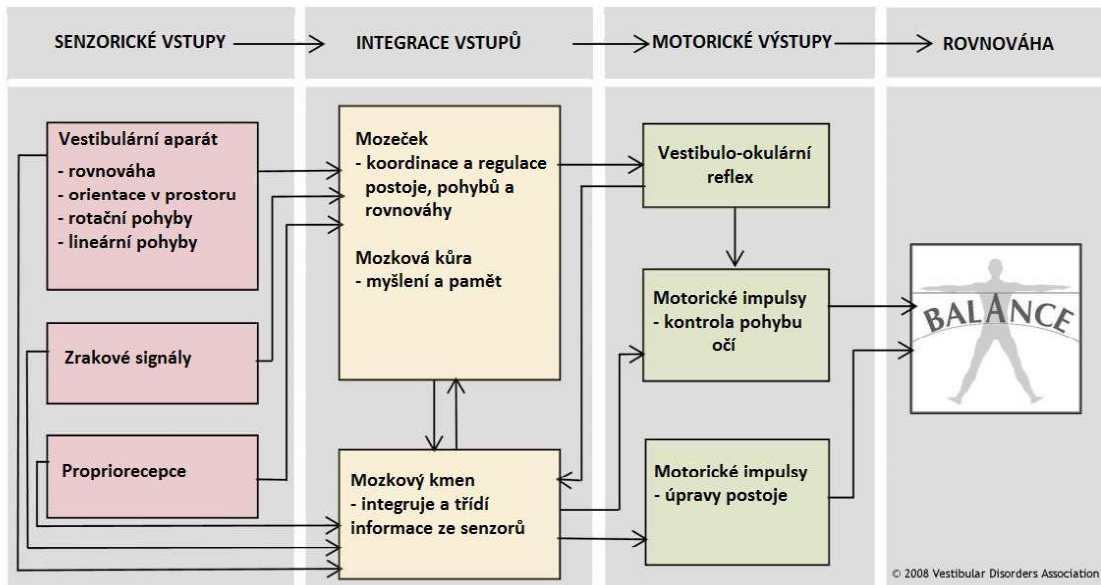 SENZORICKÉ VSTUPY
INTEGRACE VSTUPŮ
MOTORICKÉ VÝSTUPY
ROVNOVÁHA
Vestibulární aparát
- rovnováha
- orientace v prostoru
- rotační pohyby
- lineární pohyby
Zrakové signály
Propriorecepce
Mozeček
- koordinace a regulace
postoje, pohybů a
rovnováhy
Mozková kůra
- myšlení a pamět
Mozkový kmen
- integruje a třídí
informace ze senzorů
Vestibulo-okulární
reflex
Motorické impulsy
- kontrola pohybu
očí
Motorické impulsy
- úpravy postoje
BALANCE
© 2008 Vestibular Disorders Association